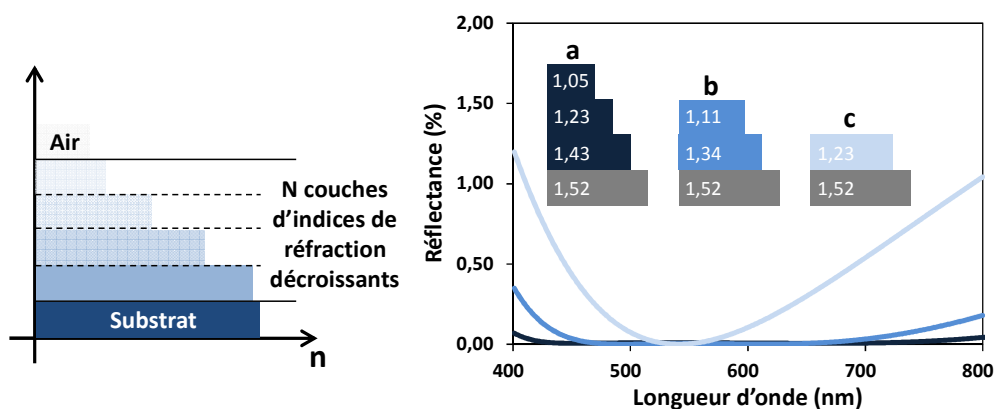 Air
N couches
d’indices de
réfraction
décroissants
Substrat
n
Réflectance (%)
2,00
1,50
1,00
0,50
0,00
a
1,05
1,23
1,43
1,52
b
1,11
1,34
1,52
c
1,23
1,52
400
500
600
700
800
Longueur d’onde (nm)